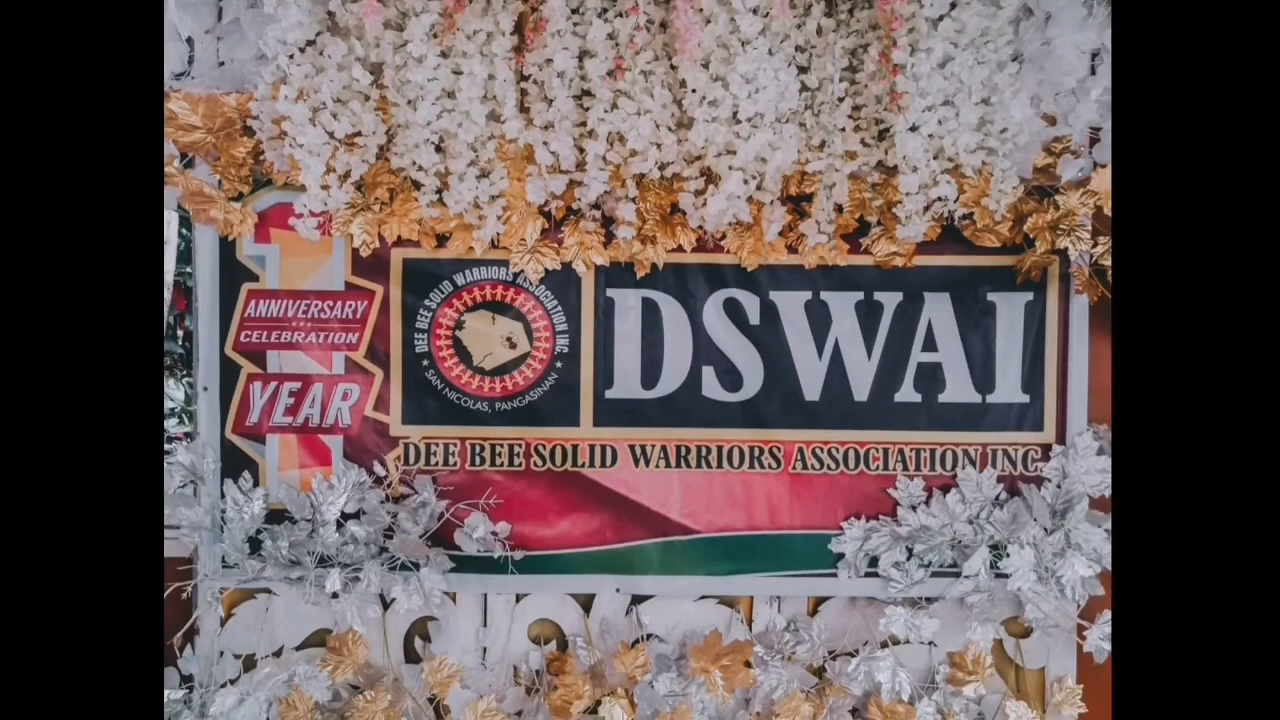 1
ANNIVERSARY
CELEBRATION
YEAR
DEE BEE SOLID WARRIORS ASSOCIATION INC.
★ SAN NICOLAS, PANGASINAN ★
DSWAI
DEE BEE SOLID WARRIORS ASSOCIATION INC.